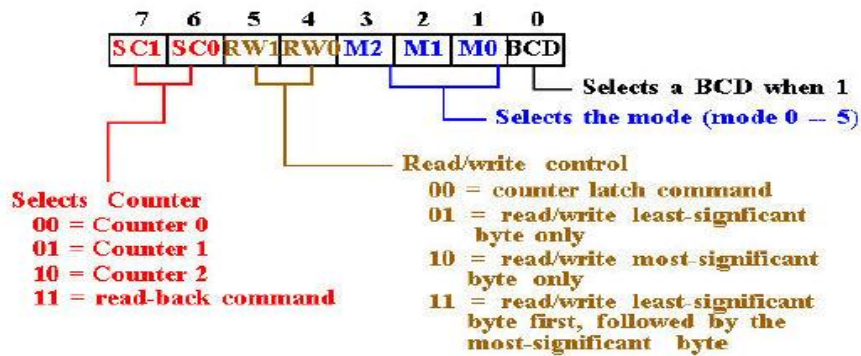 7 6 5 4 3 2 1 0
SC1 SC0 RW1 RW0 M2 M1 M0 BCD
Selects a BCD when 1
Selects the mode (mode 0 -- 5)
Read/write control
00 = counter latch command
01 = read/write least-signficant
byte only
10 = read/write most-significant
byte only
11 = read/write least-significant
byte first, followed by the
most-significant byte
Selects Counter
00 = Counter 0
01 = Counter 1
10 = Counter 2
11 = read-back command